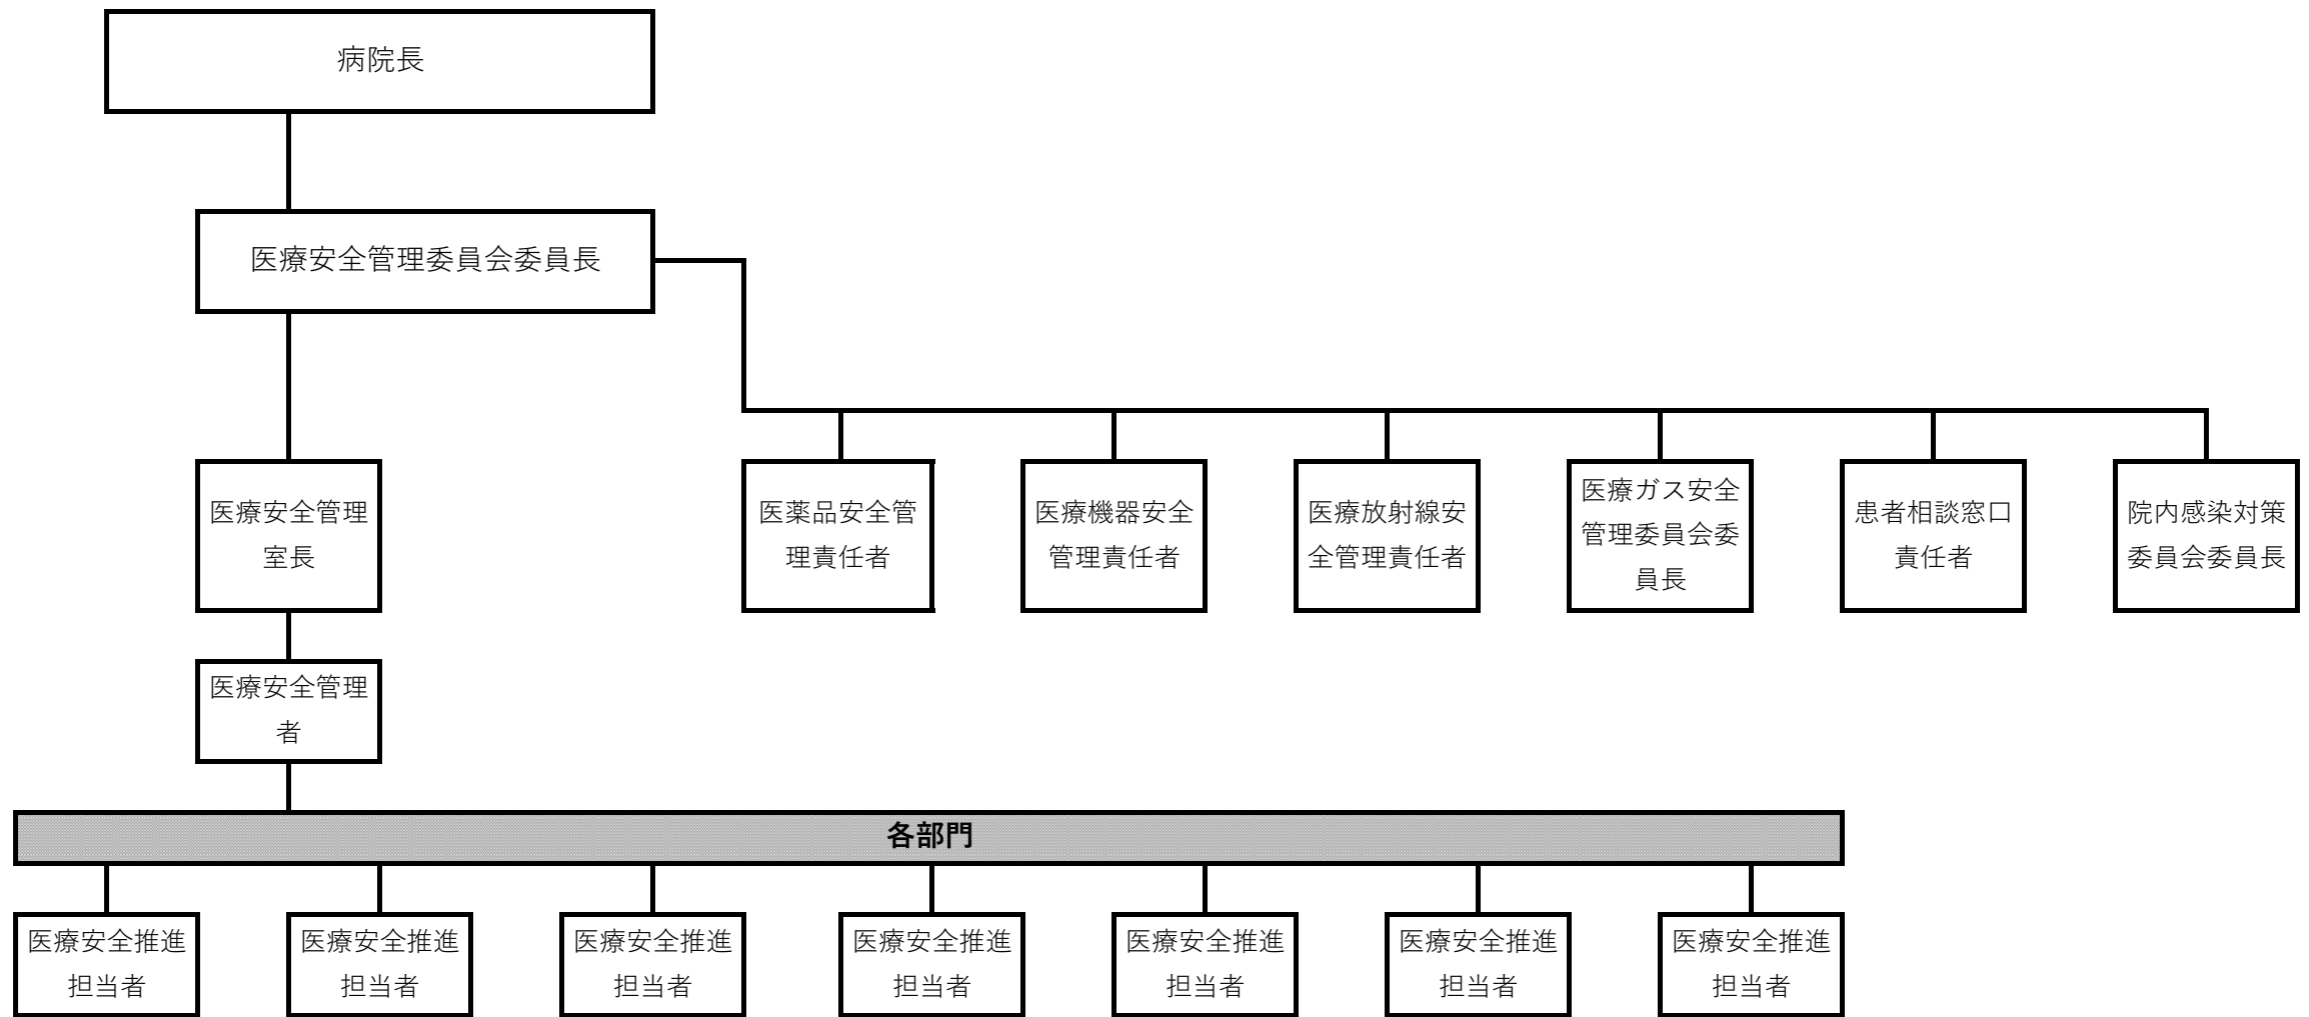 病院長
医療安全管理委員会委員長
医療安全管理
室長
医薬品安全管
理責任者
医療機器安全
管理責任者
医療放射線安
全管理責任者
医療ガス安全
管理委員会委
員長
患者相談窓口
責任者
院内感染対策
委員会委員長
医療安全管理
者
各部門
医療安全推進
担当者
医療安全推進
担当者
医療安全推進
担当者
医療安全推進
担当者
医療安全推進
担当者
医療安全推進
担当者
医療安全推進
担当者